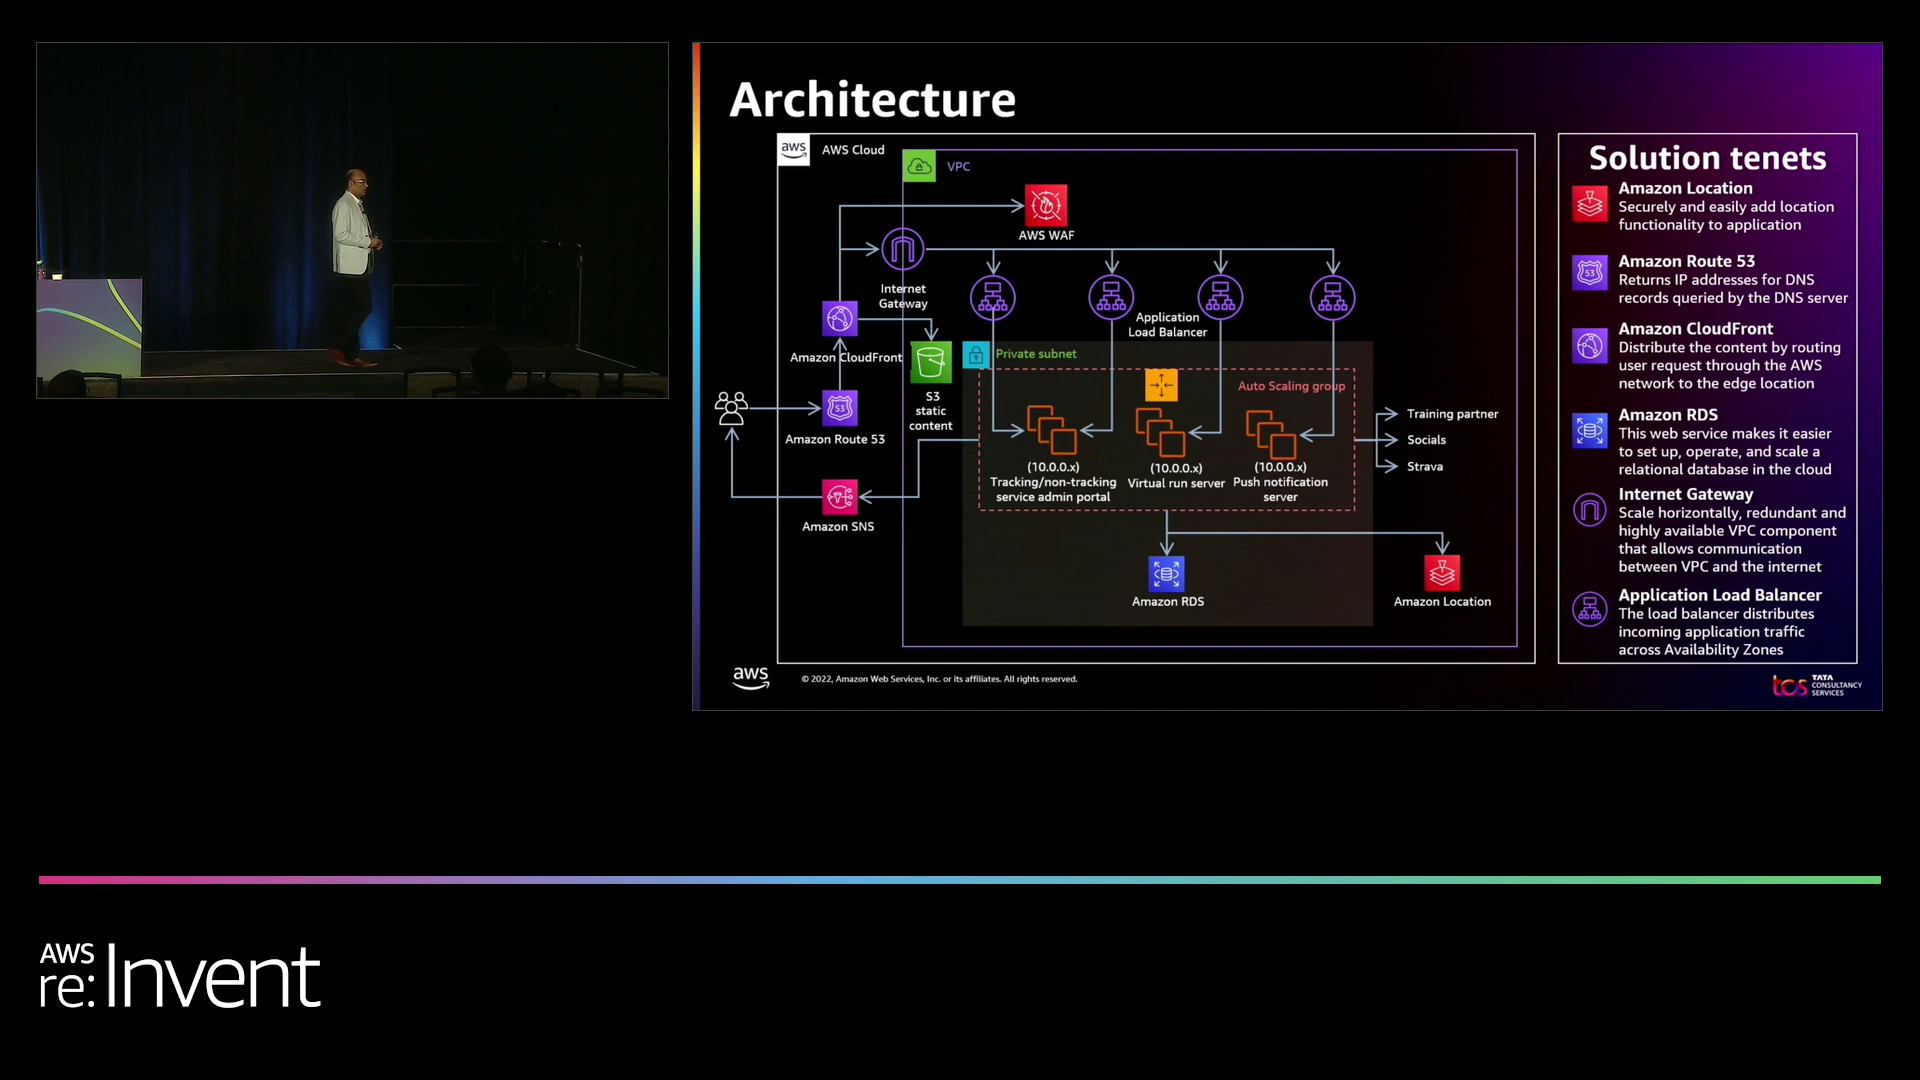 Architecture
aws
AWS Cloud
VPC
AWS WAF
Internet
Gateway
Application
Load Balancer
Amazon CloudFront
Private subnet
Auto Scaling group
S3
static
content
53
Amazon Route 53
(10.0.0.x)
Tracking/non-tracking
service admin portal
(10.0.0.x)
Virtual run server
(10.0.0.x)
Push notification
server
Training partner
Socials
Strava
Amazon SNS
Amazon RDS
Amazon Location
Solution tenets
Amazon Location
Securely and easily add location
functionality to application
53
Amazon Route 53
Returns IP addresses for DNS
records queried by the DNS server
Amazon CloudFront
Distribute the content by routing
user request through the AWS
network to the edge location
Amazon RDS
This web service makes it easier
to set up, operate, and scale a
relational database in the cloud
Internet Gateway
Scale horizontally, redundant and
highly available VPC component
that allows communication
between VPC and the internet
Application Load Balancer
The load balancer distributes
incoming application traffic
across Availability Zones
aws
© 2022, Amazon Web Services, Inc. or its affiliates. All rights reserved.
tcs TATA
CONSULTANCY
SERVICES
AWS
re:Invent